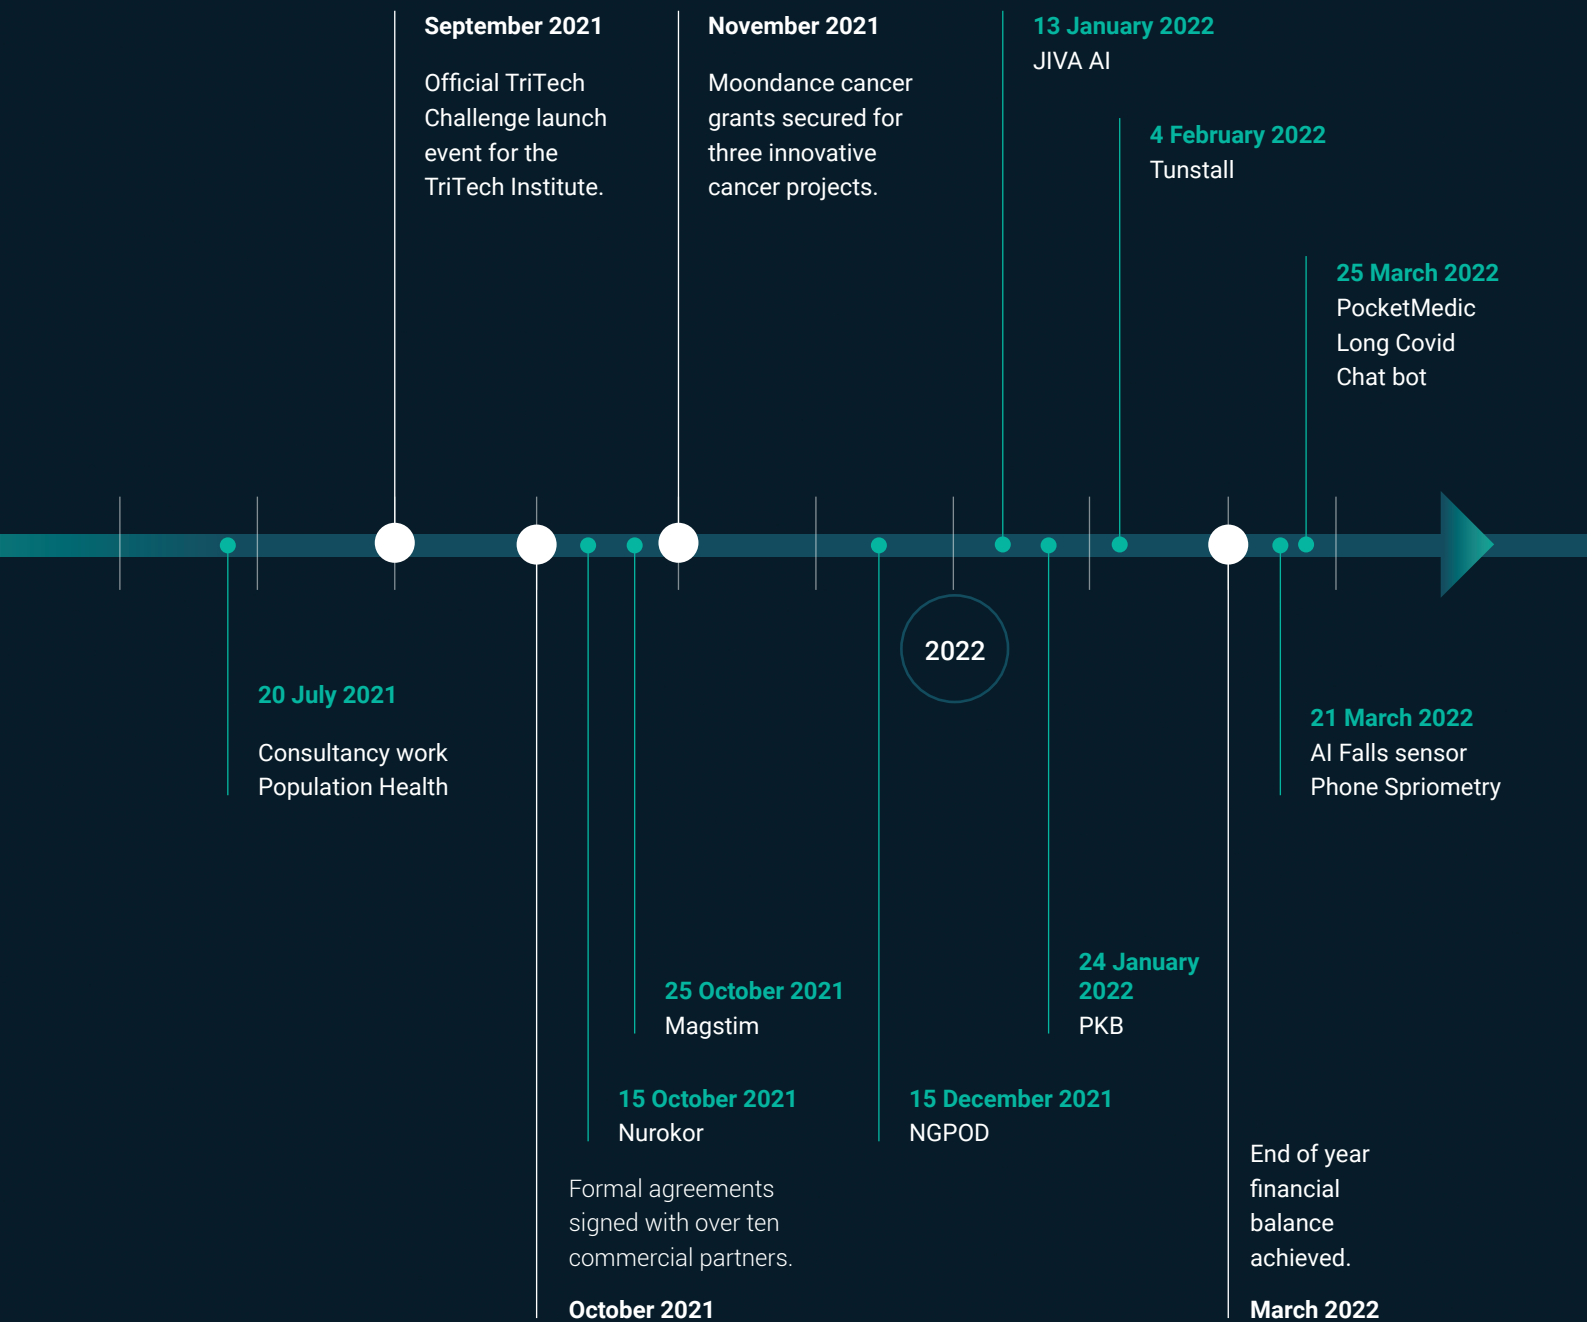 September 2021
Official TriTech
Challenge launch
event for the
TriTech Institute.
November 2021
Moondance cancer
grants secured for
three innovative
cancer projects.
13 January 2022
JIVA AI
4 February 2022
Tunstall
25 March 2022
PocketMedic
Long Covid
Chat bot
2022
20 July 2021
Consultancy work
Population Health
21 March 2022
AI Falls sensor
Phone Spriometry
25 October 2021
Magstim
24 January
2022
PKB
15 October 2021
Nurokor
15 December 2021
NGPOD
Formal agreements
signed with over ten
commercial partners.
October 2021
End of year
financial
balance
achieved.
March 2022